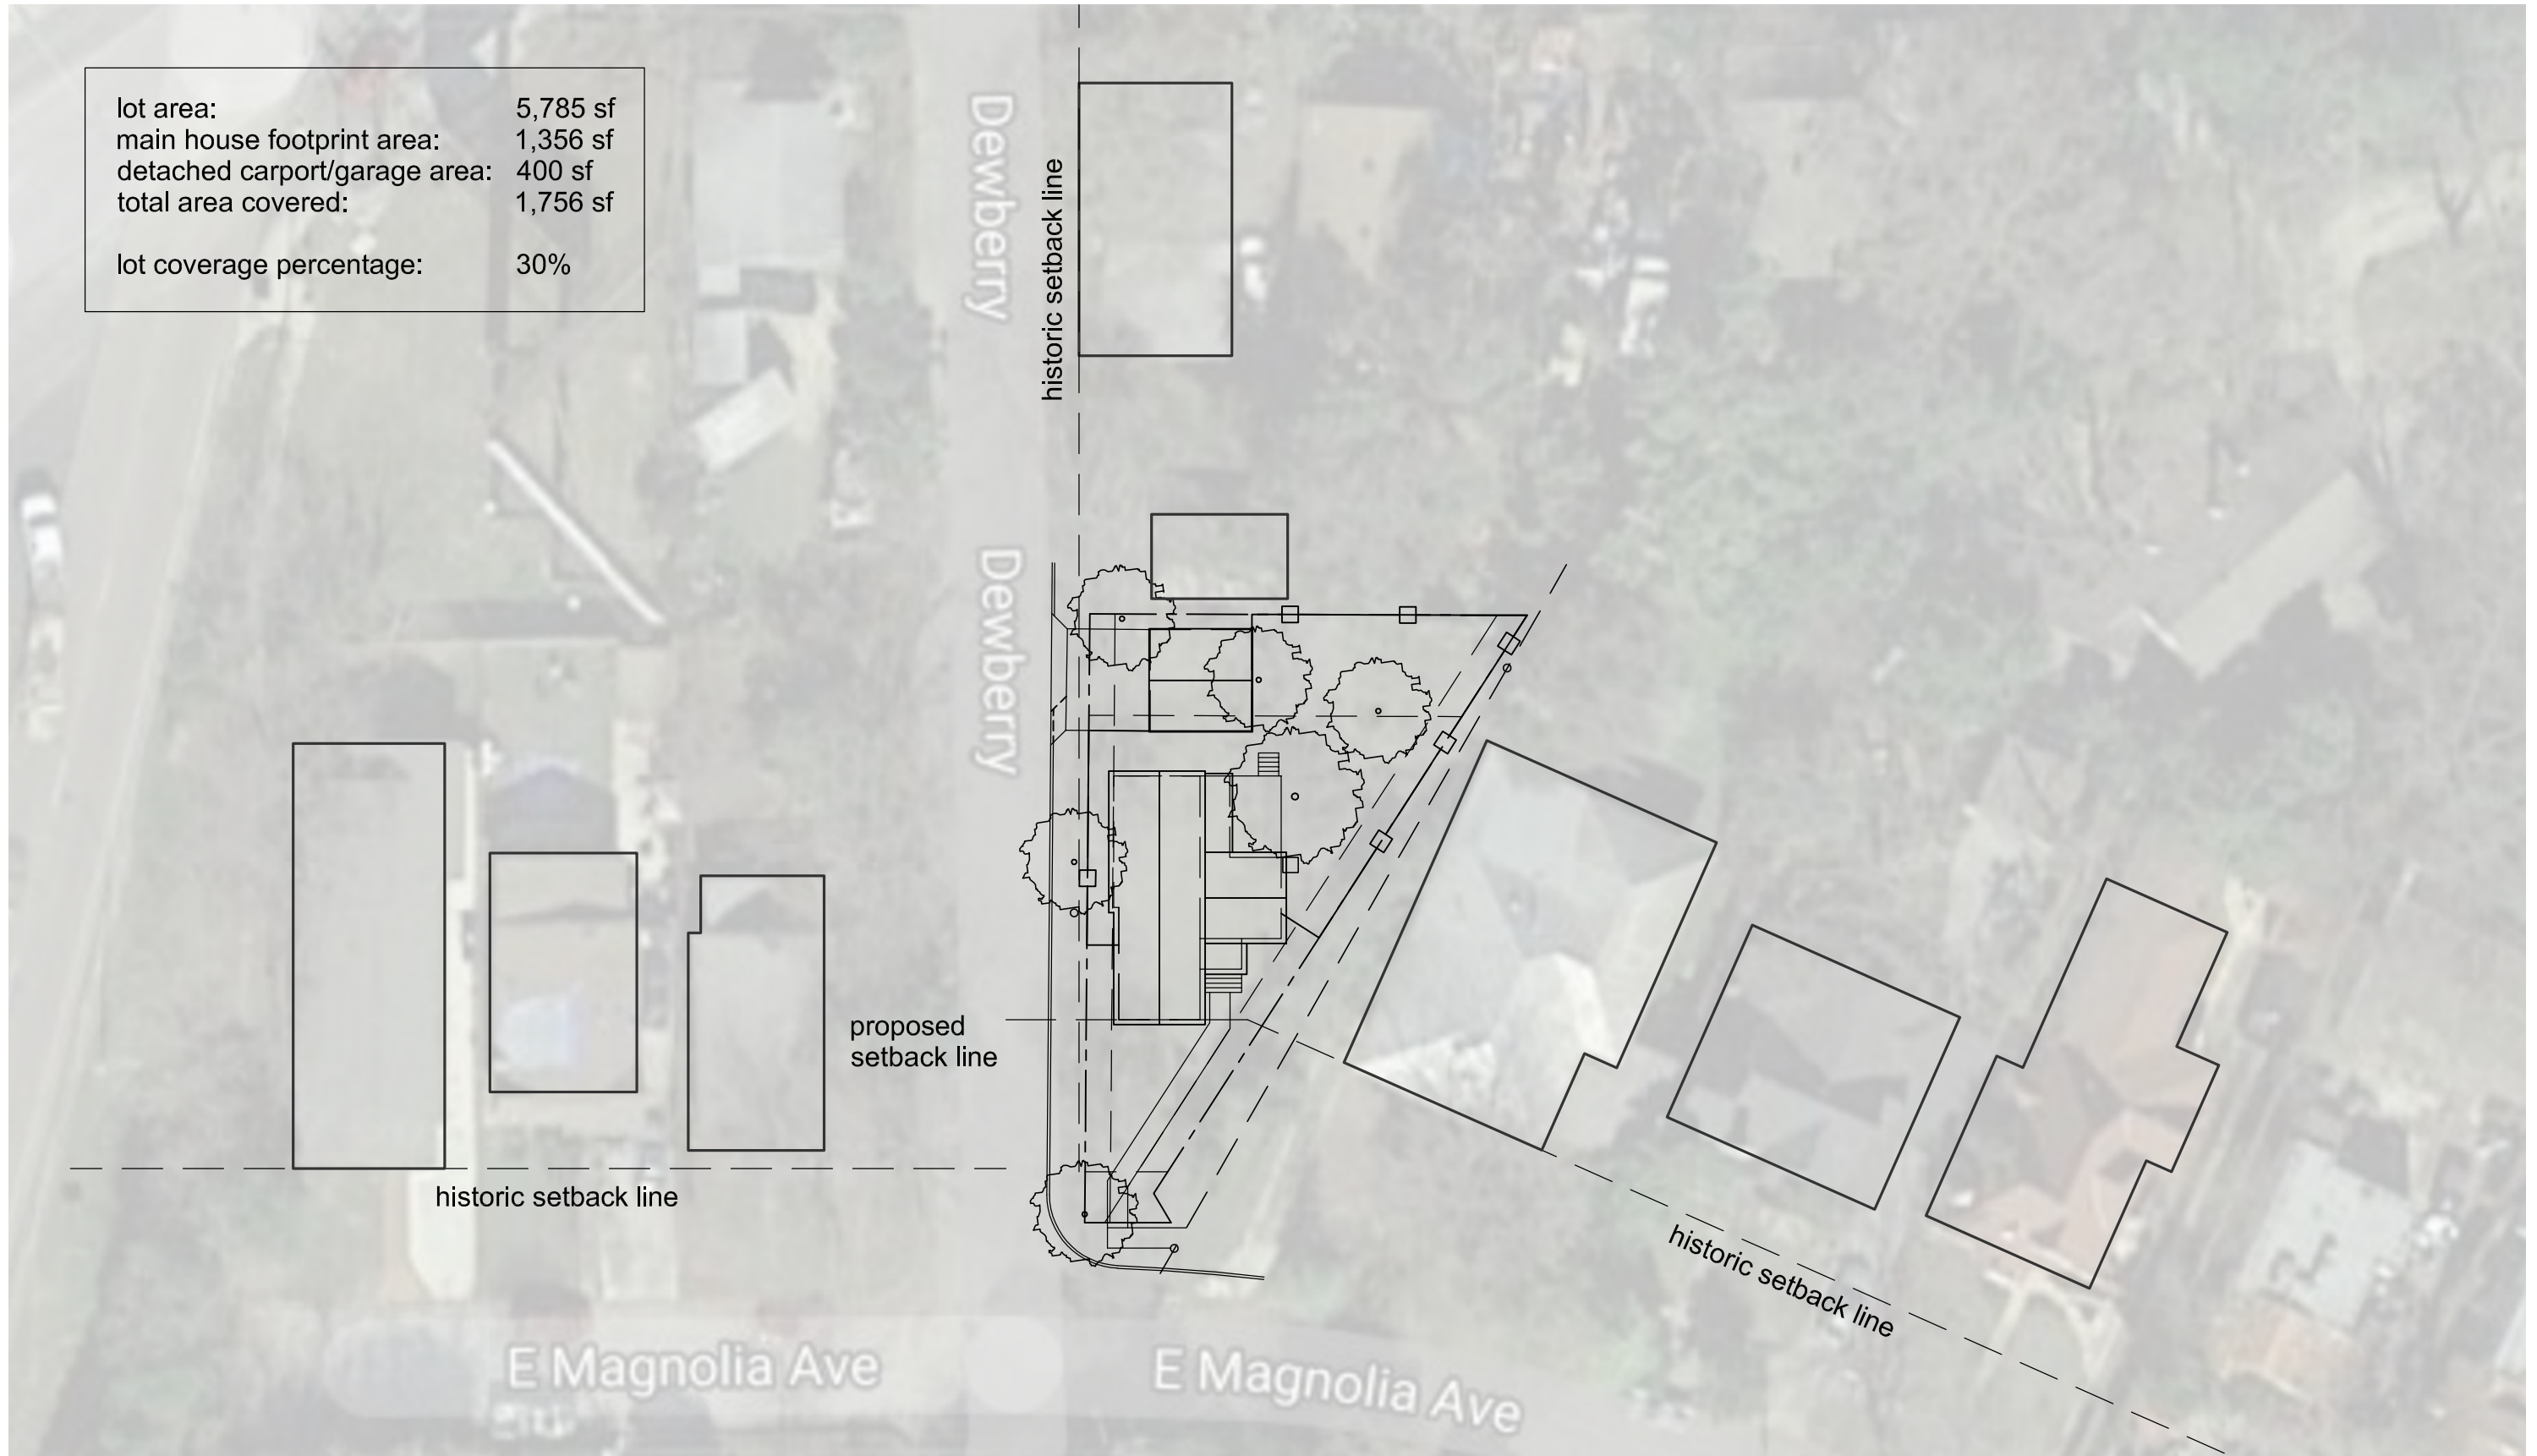 lot area: 5,785 sf
main house footprint area: 1,356 sf
detached carport/garage area: 400 sf
total area covered: 1,756 sf
lot coverage percentage: 30%
Dewberry
historic setback line
Dewberry
proposed
setback line
historic setback line
historic setback line
E Magnolia Ave
E Magnolia Ave